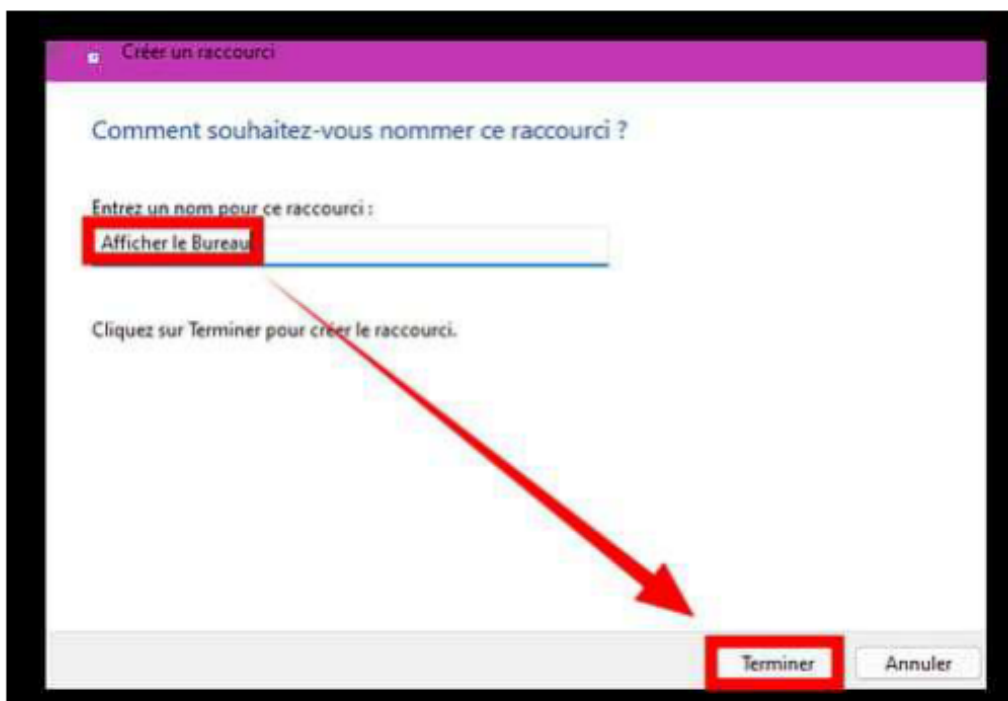 Créer un raccourci
Comment souhaitez-vous nommer ce raccourci ?
Entrez un nom pour ce raccourci :
Afficher le Bureau
Cliquez sur Terminer pour créer le raccourci.
Terminer
Annuler